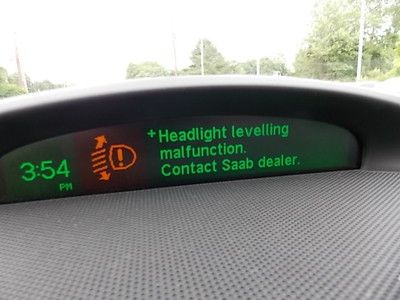 3:54
PM
+Headlight levelling
malfunction.
Contact Saab dealer.